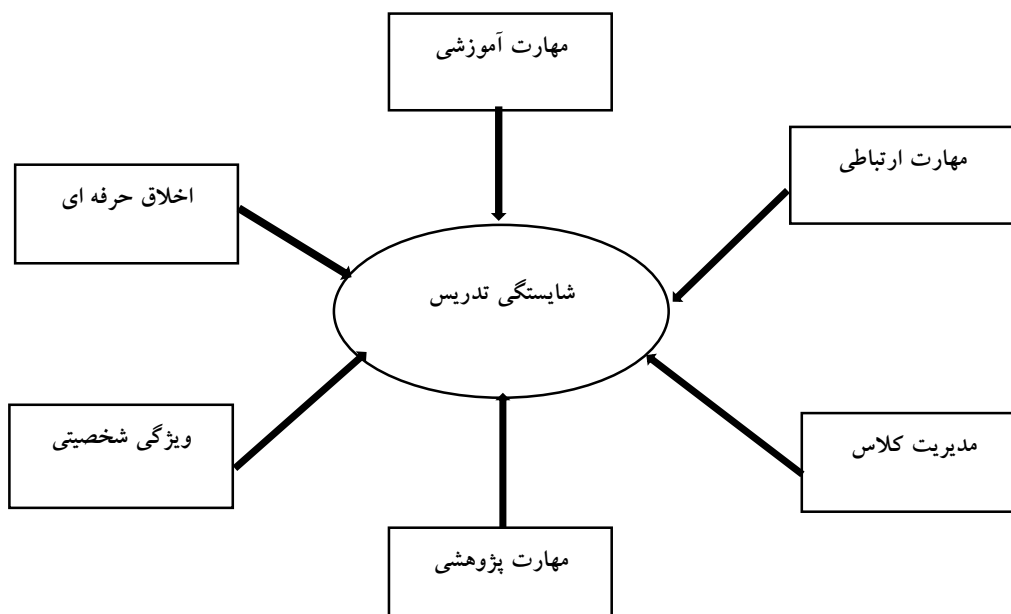 مهارت آموزشی
مهارت ارتباطی
اخلاق حرفه ای
شایستگی تدریس
ویژگی شخصیتی
مدیریت کلاس
مهارت پژوهشی